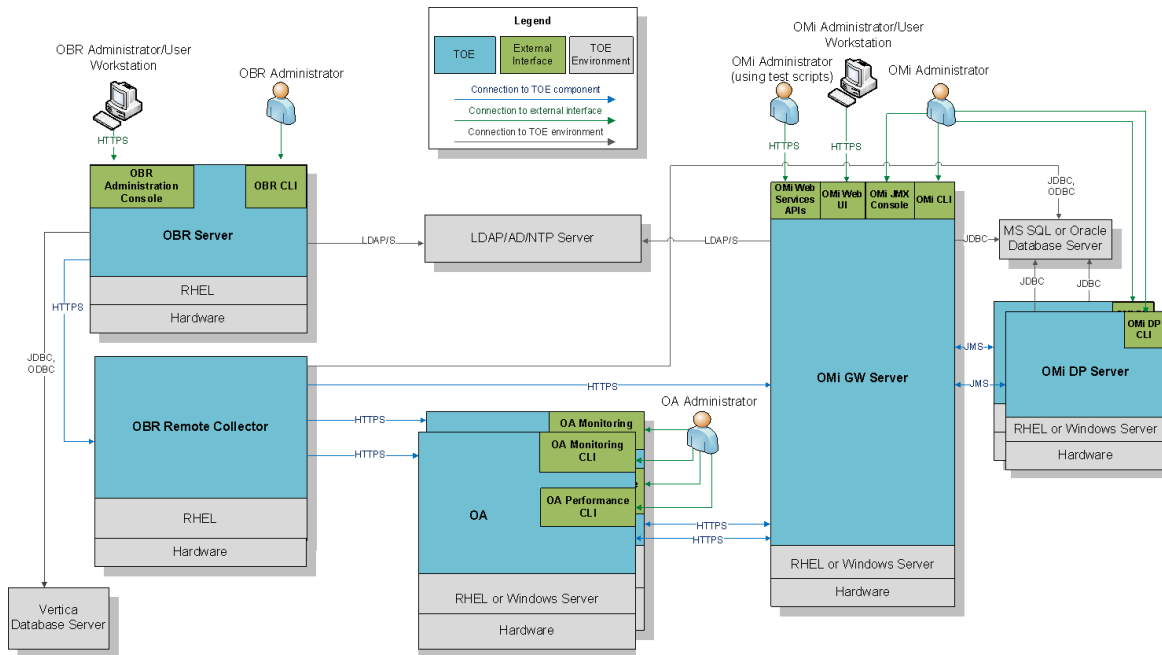 Legend
TOE
External
Interface
TOE
Environment
Connection to TOE component
Connection to external interface
Connection to TOE environment
OBR Administrator/User
Workstation
OBR Administrator
OMi Administrator/User
Workstation
OMi Administrator
(using test scripts)
OMi Administrator
HTTPS
HTTPS
HTTPS
OBR
Administration
Console
OBR CLI
OBR Server
RHEL
Hardware
LDAP/S
LDAP/AD/NTP Server
LDAP/S
OMi Web
Services
APIs
OMi Web
UI
OMi JMX
Console
OMi CLI
JDBC,
ODBC
JDBC
MS SQL or Oracle
Database Server
JDBC
JDBC
OMi DP
CLI
OMi DP Server
JMS
JMS
RHEL or Windows Server
Hardware
OMi GW Server
RHEL or Windows Server
Hardware
HTTPS
JDBC,
ODBC
OBR Remote Collector
RHEL
Hardware
HTTPS
HTTPS
HTTPS
OA Administrator
OA Monitoring
OA Monitoring
CLI
e
OA Performance
CLI
OA
HTTPS
HTTPS
RHEL or Windows Server
Hardware
Vertica
Database Server